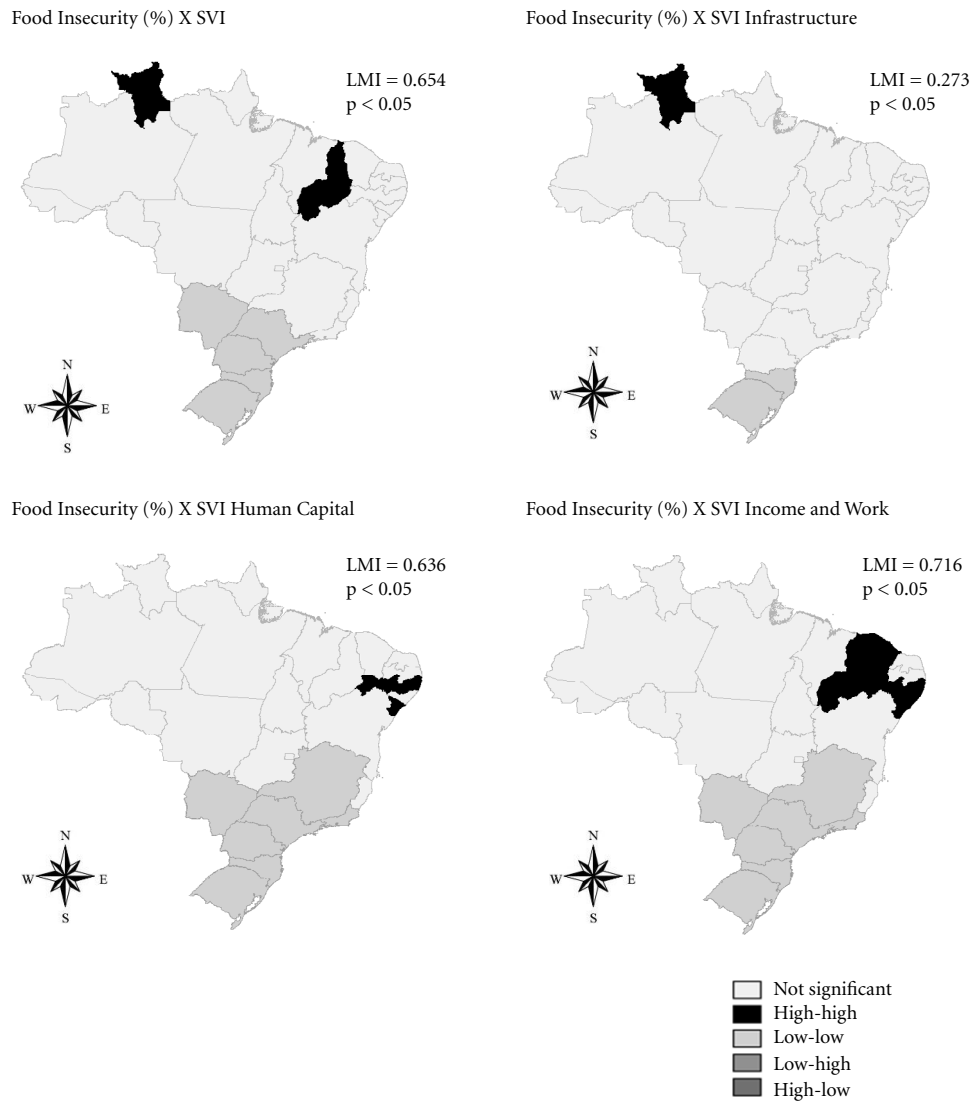 Food Insecurity (%) X SVI
LMI = 0.654
p < 0.05
N
W
E
S
Food Insecurity (%) X SVI Infrastructure
LMI = 0.273
p < 0.05
N
W
E
S
Food Insecurity (%) X SVI Human Capital
LMI = 0.636
p < 0.05
N
W
E
S
Food Insecurity (%) X SVI Income and Work
LMI = 0.716
p < 0.05
N
W
E
S
Not significant
High-high
Low-low
Low-high
High-low